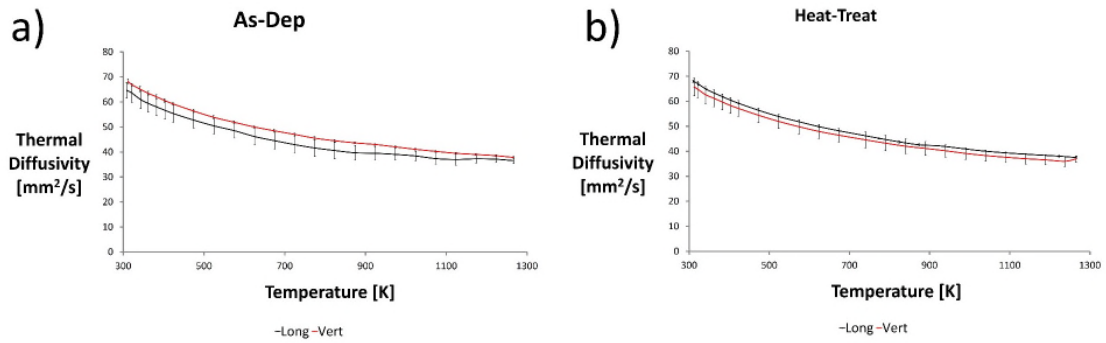 a)
As-Dep
80
70
60
50
40
30
20
10
0
Thermal
Diffusivity
[mm²/s]
300 500 700 900 1100 1300
Temperature [K]
–Long –Vert
b)
Heat-Treat
80
70
60
50
40
30
20
10
0
Thermal
Diffusivity
[mm²/s]
300 500 700 900 1100 1300
Temperature [K]
–Long –Vert